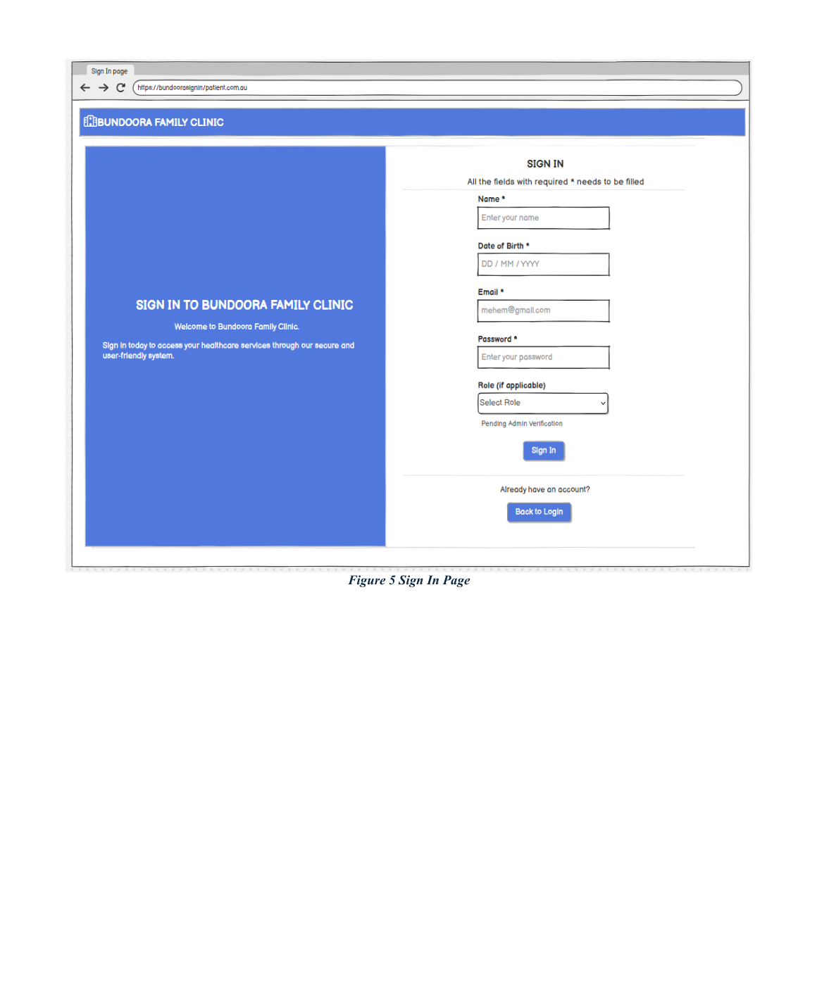 Sign In page
https://bundoorasignin/patient.com.au
BUNDOORA FAMILY CLINIC
SIGN IN TO BUNDOORA FAMILY CLINIC
Welcome to Bundoora Family Clinic.
Sign in today to access your healthcare services through our secure and
user-friendly system.
SIGN IN
All the fields with required * needs to be filled
Name *
Enter your name
Date of Birth *
DD / MM / YYYY
Email *
mehem@gmail.com
Password *
Enter your password
Role (if applicable)
Select Role
Pending Admin Verification
Sign In
Already have an account?
Back to Login
Figure 5 Sign In Page